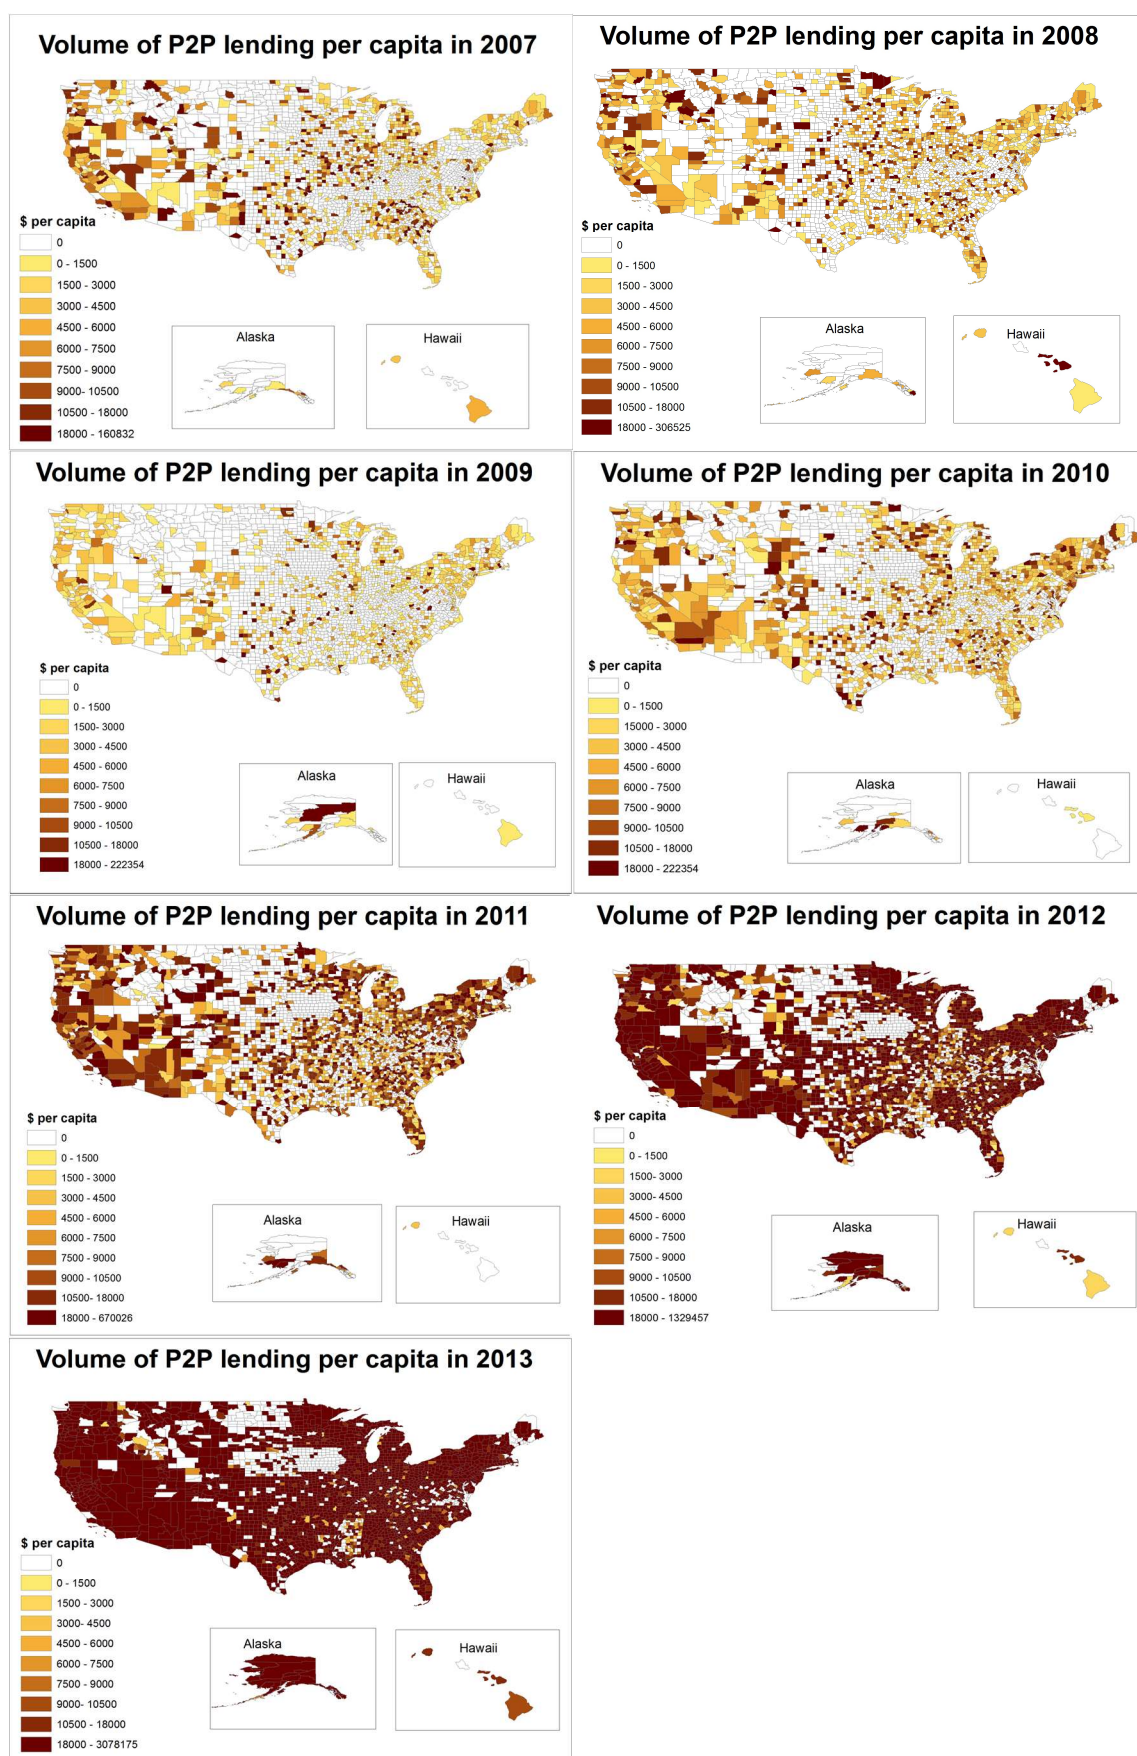 Volume of P2P lending per capita in 2007
$ per capita
0
0 - 1500
1500 - 3000
3000 - 4500
4500 - 6000
6000 - 7500
7500 - 9000
9000- 10500
10500 - 18000
18000 - 160832
Alaska
Hawaii
Volume of P2P lending per capita in 2008
$ per capita
0
0 - 1500
1500 - 3000
3000 - 4500
4500 - 6000
6000 - 7500
7500 - 9000
9000 - 10500
10500 - 18000
18000 - 306525
Alaska
Hawaii
Volume of P2P lending per capita in 2009
$ per capita
0
0 - 1500
1500- 3000
3000 - 4500
4500 - 6000
6000- 7500
7500 - 9000
9000 - 10500
10500 - 18000
18000 - 222354
Alaska
Hawaii
Volume of P2P lending per capita in 2010
$ per capita
0
0 - 1500
15000 - 3000
3000 - 4500
4500 - 6000
6000 - 7500
7500 - 9000
9000- 10500
10500 - 18000
18000 - 222354
Alaska
Hawaii
Volume of P2P lending per capita in 2011
$ per capita
0
0 - 1500
1500 - 3000
3000 - 4500
4500 - 6000
6000 - 7500
7500 - 9000
9000 - 10500
10500- 18000
18000 - 670026
Alaska
Hawaii
Volume of P2P lending per capita in 2012
$ per capita
0
0 - 1500
1500- 3000
3000- 4500
4500 - 6000
6000 - 7500
7500 - 9000
9000 - 10500
10500 - 18000
18000 - 1329457
Alaska
Hawaii
Volume of P2P lending per capita in 2013
$ per capita
0
0 - 1500
1500 - 3000
3000- 4500
4500 - 6000
6000 - 7500
7500 - 9000
9000- 10500
10500 - 18000
18000 - 3078175
Alaska
Hawaii